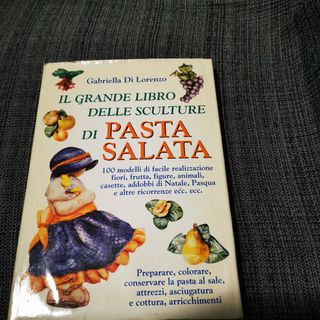 Gabriella Di Lorenzo
IL GRANDE LIBRO
DELLE SCULTURE
DI PASTA
SALATA
100 modelli di facile realizzazione
fiori, frutta, figure, animali,
casette, addobbi di Natale, Pasqua
e altre ricorrenze ecc. ecc.
Preparare, colorare,
conservare la pasta al sale,
attrezzi, asciugatura
e cottura, arricchimenti